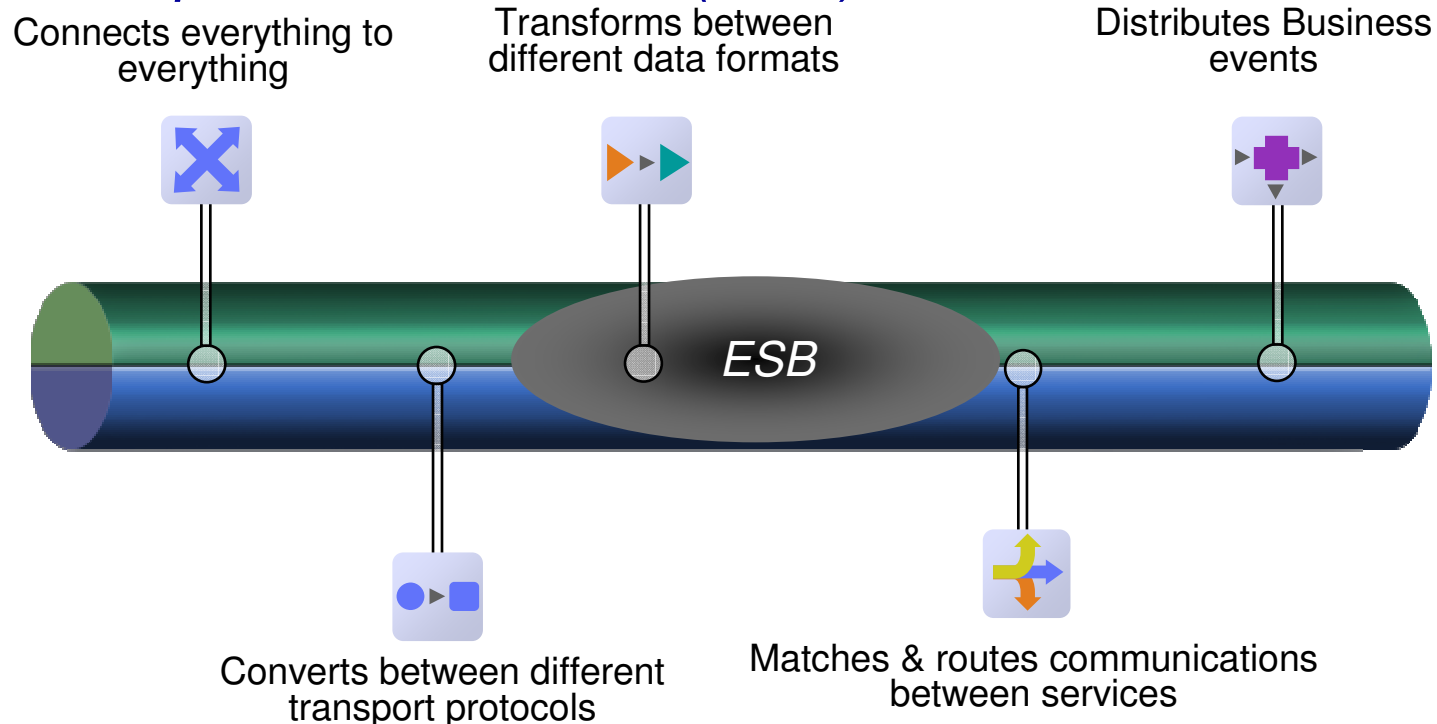 Connects everything to
everything
Transforms between
different data formats
Distributes Business
events
ESB
Converts between different
transport protocols
Matches & routes communications
between services